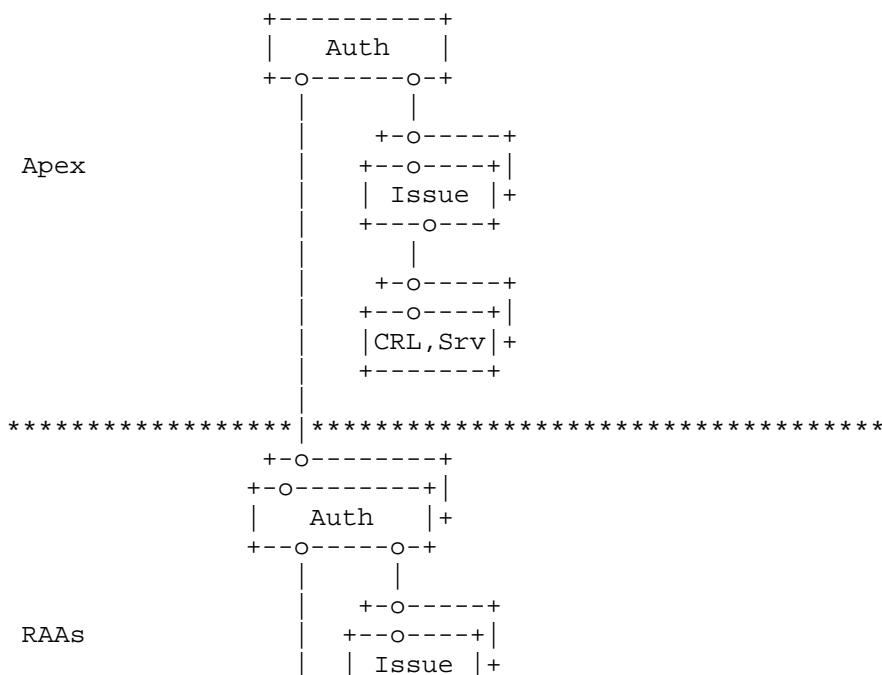 Auth
Apex
Issue
CRL,Srv
Auth
RAAs
Issue